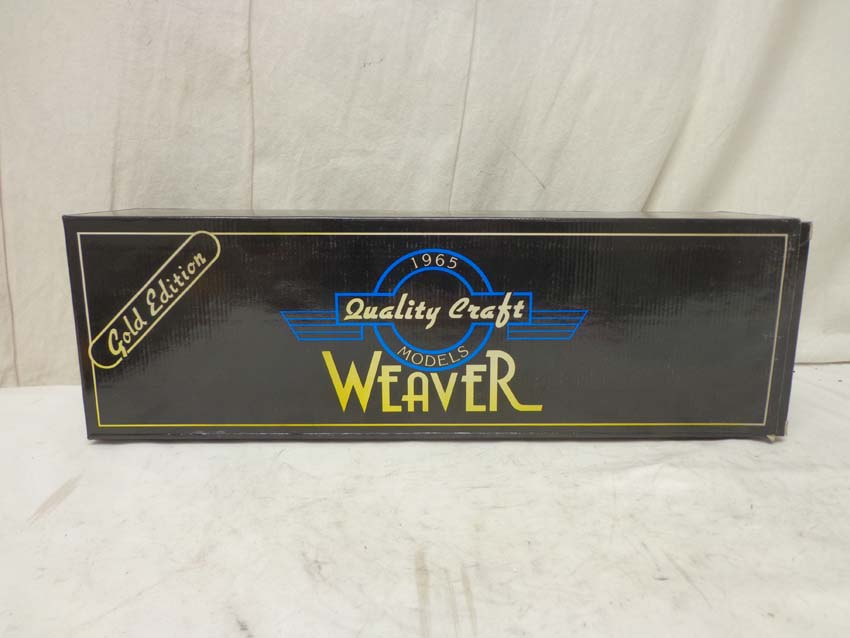 Gold Edition
1965
Quality Craft
MODELS
WEAVER